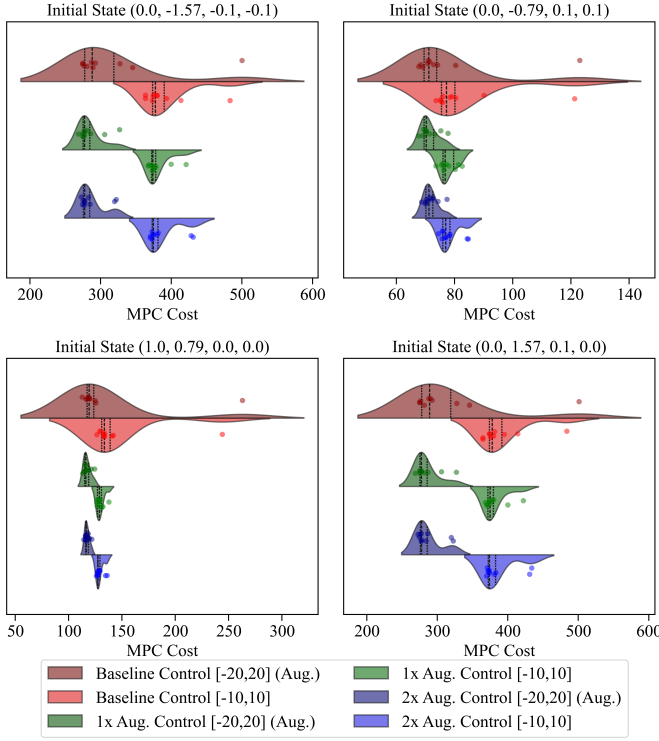 Initial State (0.0, -1.57, -0.1, -0.1)
Initial State (0.0, -0.79, 0.1, 0.1)
200 300 400 500 600
60 80 100 120 140
MPC Cost
MPC Cost
Initial State (1.0, 0.79, 0.0, 0.0)
Initial State (0.0, 1.57, 0.1, 0.0)
50 100 150 200 250 300
200 300 400 500 600
MPC Cost
MPC Cost
Baseline Control [-20,20] (Aug.)
Baseline Control [-10,10]
1x Aug. Control [-20,20] (Aug.)
1x Aug. Control [-10,10]
2x Aug. Control [-20,20] (Aug.)
2x Aug. Control [-10,10]